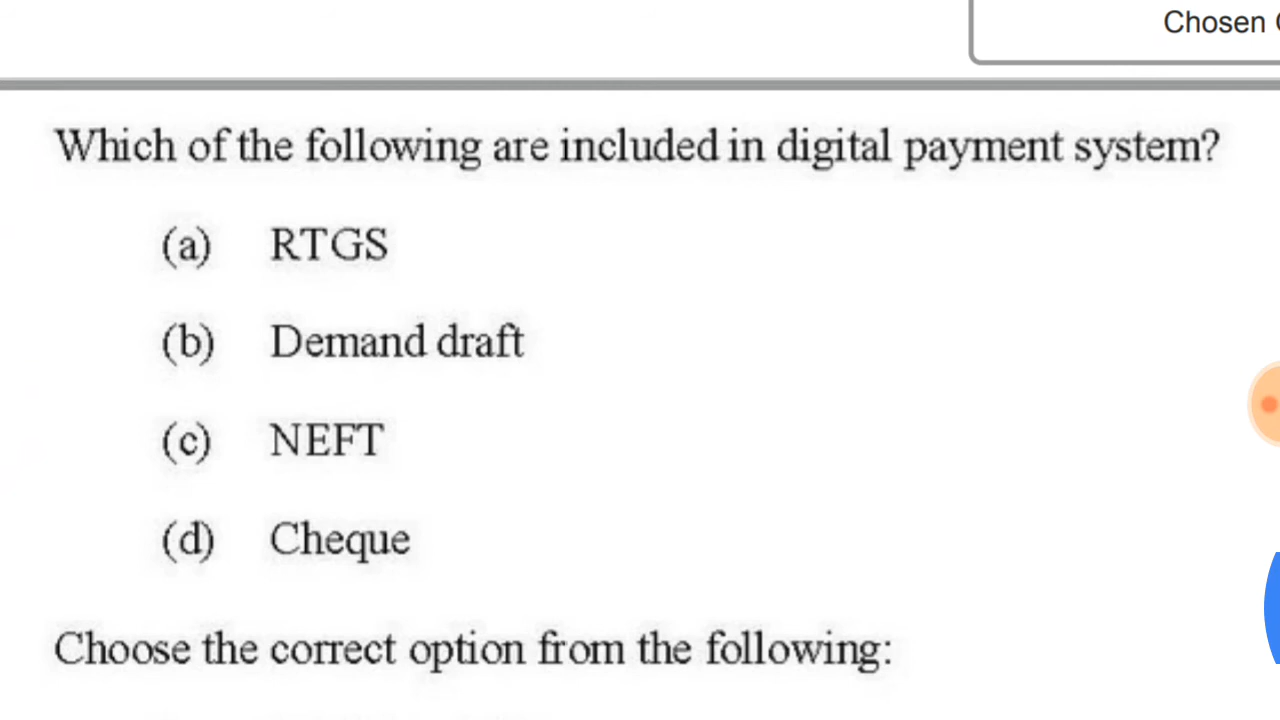 Chosen
Which of the following are included in digital payment system?
(a) RTGS
(b) Demand draft
(c) NEFT
(d) Cheque
Choose the correct option from the following: